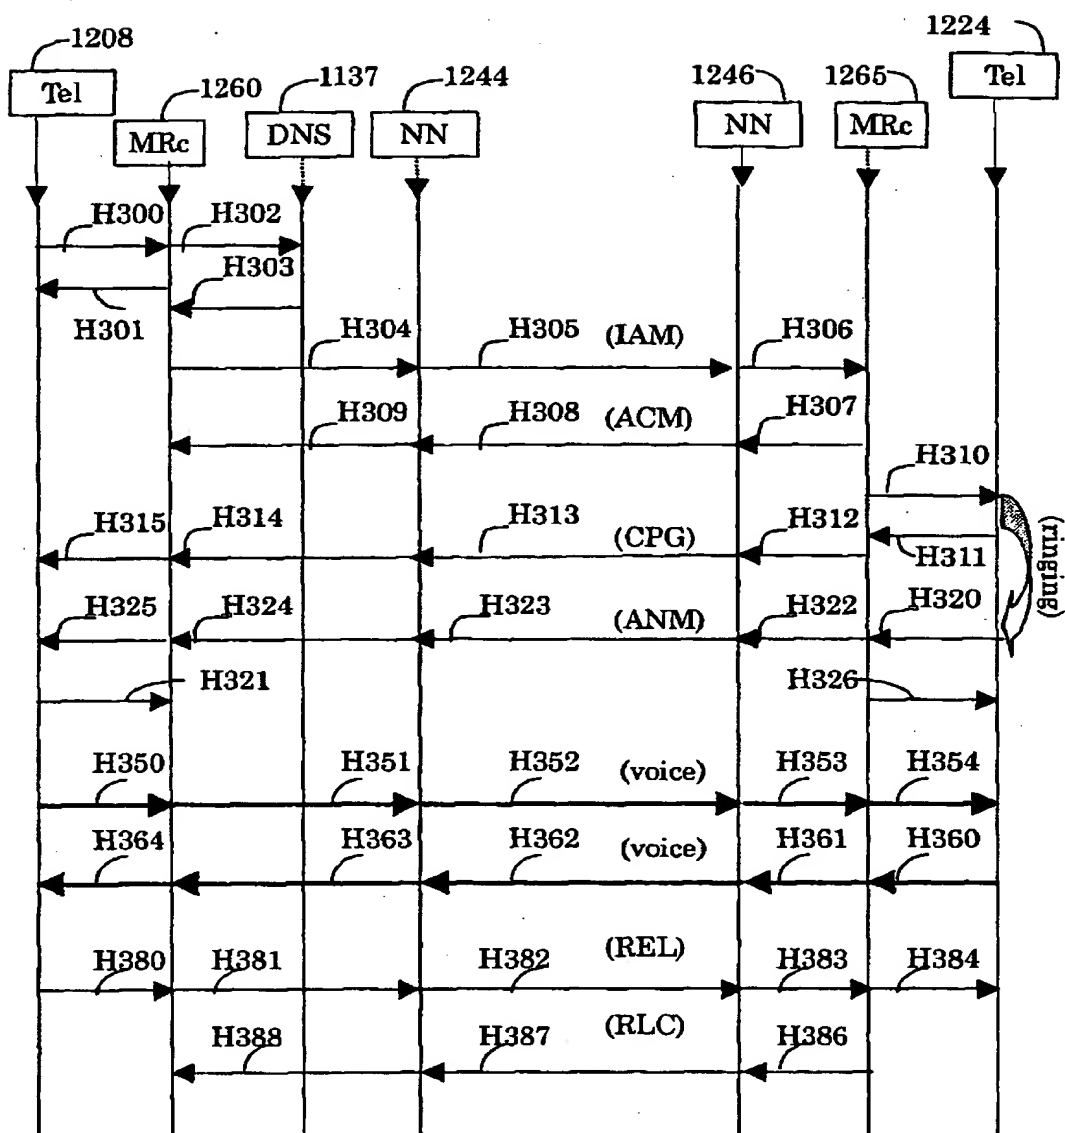 1208
1260
1137
1244
1246
1265
1224
Tel
MRc
DNS
NN
NN
MRc
Tel
H300
H302
H303
H301
H304
H305
(IAM)
H306
H309
H308
(ACM)
H307
H310
H315
H314
H313
(CPG)
H312
H311
(ringing)
H325
H324
H323
(ANM)
H322
H320
H321
H326
H350
H351
H352
(voice)
H353
H354
H364
H363
H362
(voice)
H361
H360
H380
H381
H382
(REL)
H383
H384
H388
H387
(RLC)
H386